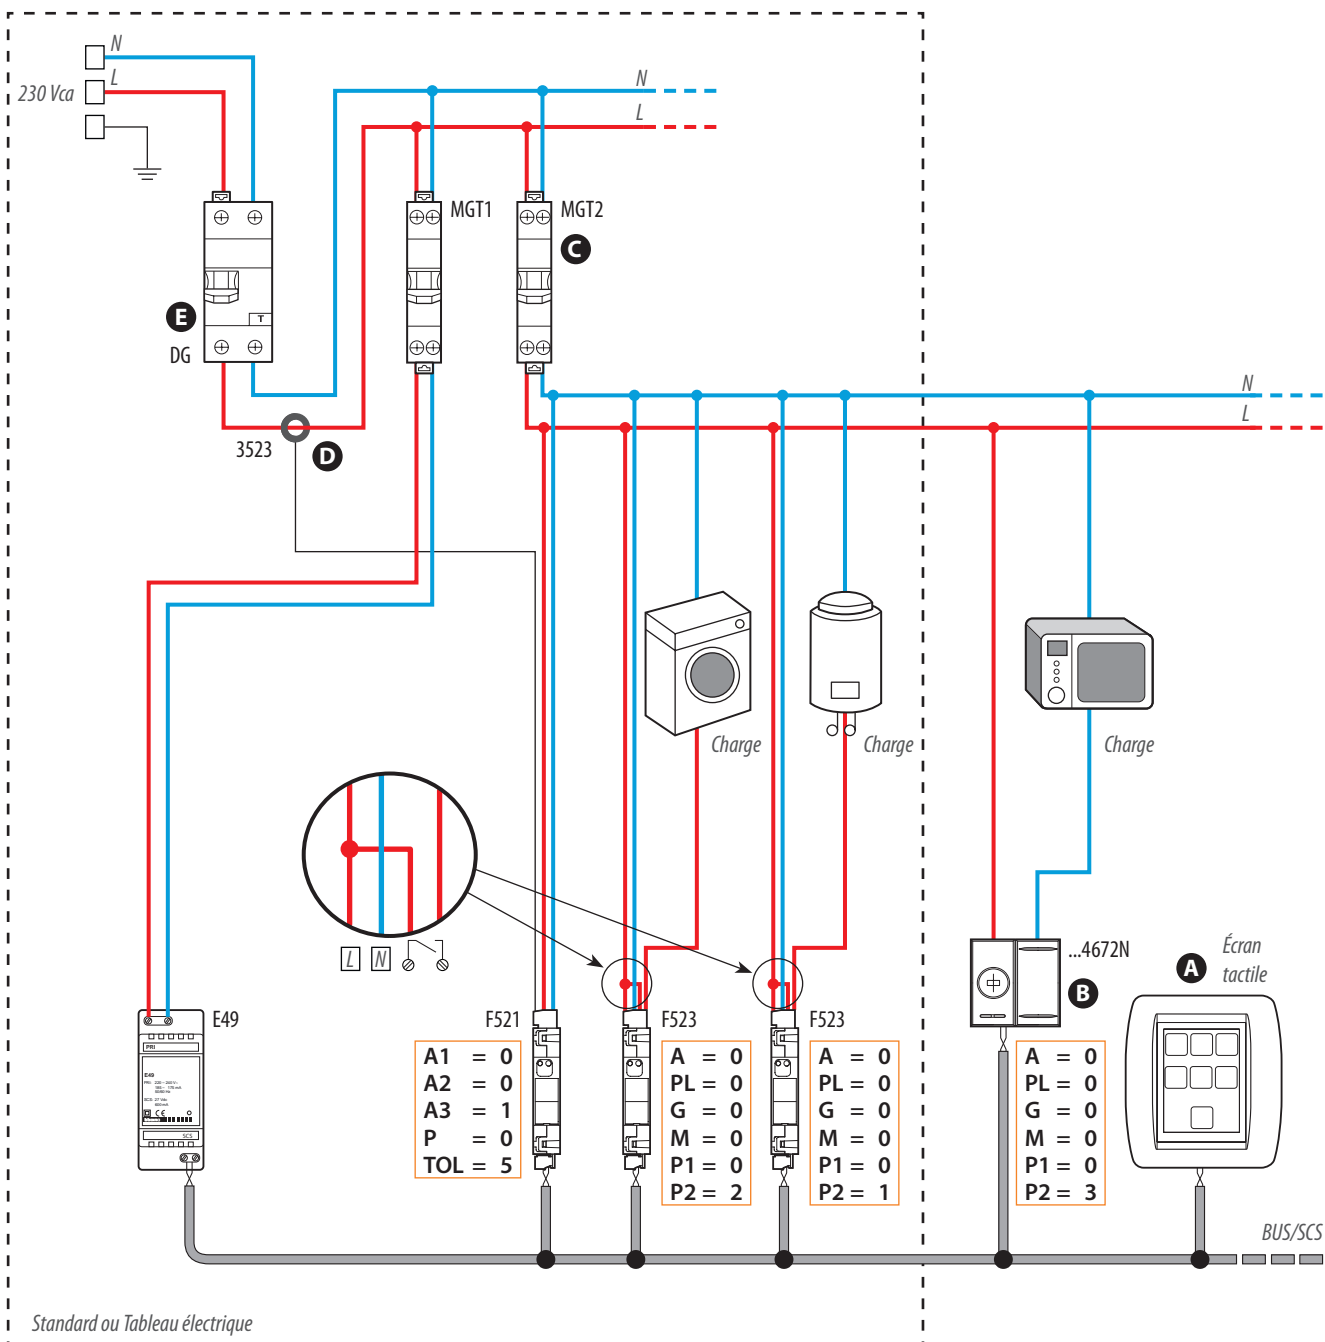 N
L
230 Vca
N
L
MGT1
MGT2
C
E
T
DG
3523
D
N
L
Charge
Charge
Charge
L N
...4672N
B
A
Écran
tactile
E49
F521
F523
F523
A1 = 0
A2 = 0
A3 = 1
P = 0
TOL = 5
A = 0
PL = 0
G = 0
M = 0
P1 = 0
P2 = 2
A = 0
PL = 0
G = 0
M = 0
P1 = 0
P2 = 1
A = 0
PL = 0
G = 0
M = 0
P1 = 0
P2 = 3
PRI
E49
SCS
BUS/SCS
Standard ou Tableau électrique